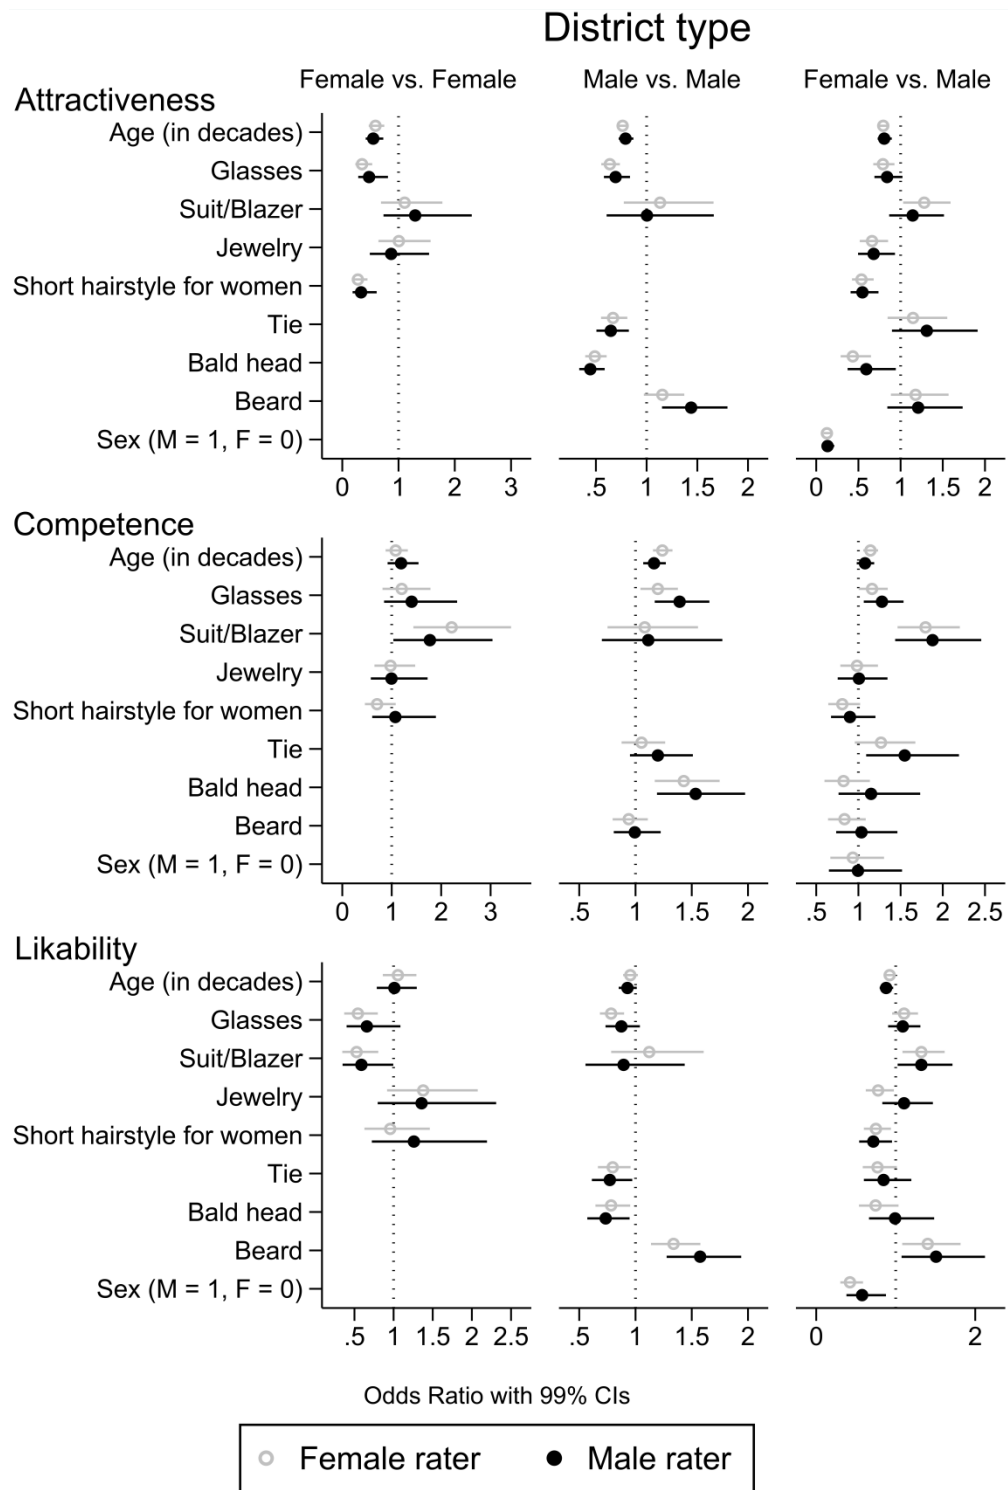 District type
Female vs. Female Male vs. Male Female vs. Male
Attractiveness
Age (in decades)
Glasses
Suit/Blazer
Jewelry
Short hairstyle for women
Tie
Bald head
Beard
Sex (M = 1, F = 0)
0 1 2 3 .5 1 1.5 2 0 .5 1 1.5 2
Competence
Age (in decades)
Glasses
Suit/Blazer
Jewelry
Short hairstyle for women
Tie
Bald head
Beard
Sex (M = 1, F = 0)
0 1 2 3 .5 1 1.5 2 .5 1 1.5 2 2.5
Likability
Age (in decades)
Glasses
Suit/Blazer
Jewelry
Short hairstyle for women
Tie
Bald head
Beard
Sex (M = 1, F = 0)
.5 1 1.5 2 2.5 .5 1 1.5 2 0 2
Odds Ratio with 99% CIs
Female rater Male rater